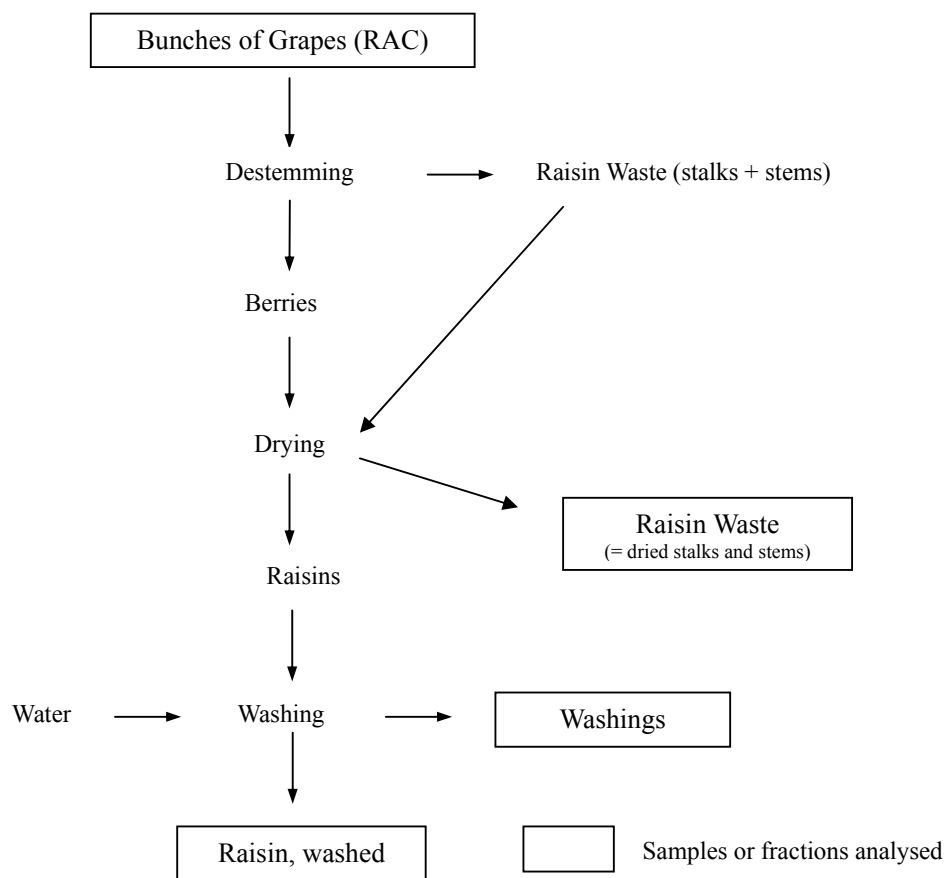 Bunches of Grapes (RAC)
Destemming
Raisin Waste (stalks + stems)
Berries
Drying
Raisin Waste
(= dried stalks and stems)
Raisins
Water
Washing
Washings
Raisin, washed
Samples or fractions analysed